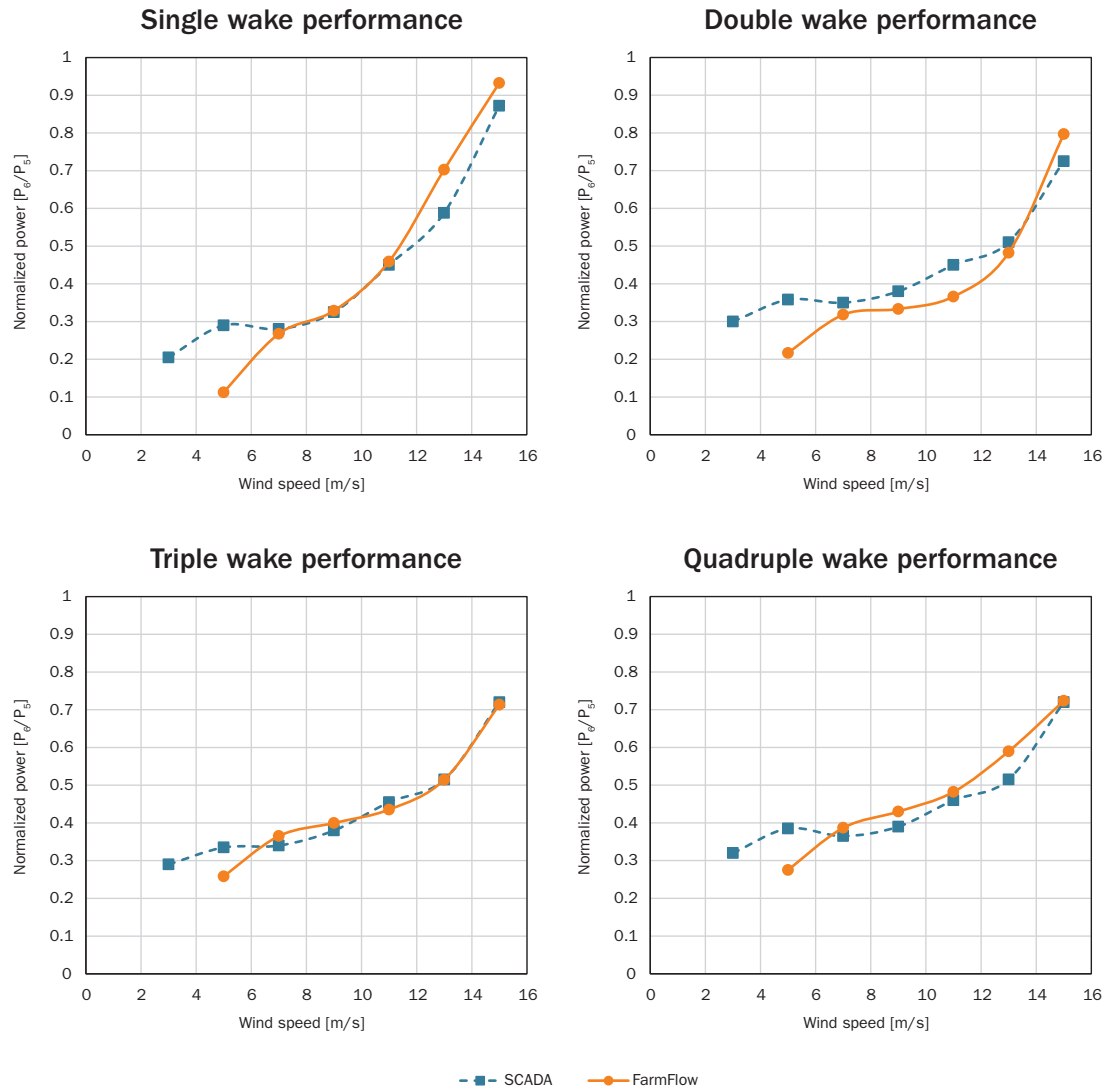 Single wake performance
1
0.9
0.8
0.7
0.6
0.5
0.4
0.3
0.2
0.1
0
Normalized power [P₆/P₅]
0 2 4 6 8 10 12 14 16
Wind speed [m/s]
Double wake performance
1
0.9
0.8
0.7
0.6
0.5
0.4
0.3
0.2
0.1
0
Normalized power [P₆/P₅]
0 2 4 6 8 10 12 14 16
Wind speed [m/s]
Triple wake performance
1
0.9
0.8
0.7
0.6
0.5
0.4
0.3
0.2
0.1
0
Normalized power [P₆/P₅]
0 2 4 6 8 10 12 14 16
Wind speed [m/s]
Quadruple wake performance
1
0.9
0.8
0.7
0.6
0.5
0.4
0.3
0.2
0.1
0
Normalized power [P₆/P₅]
0 2 4 6 8 10 12 14 16
Wind speed [m/s]
SCADA FarmFlow